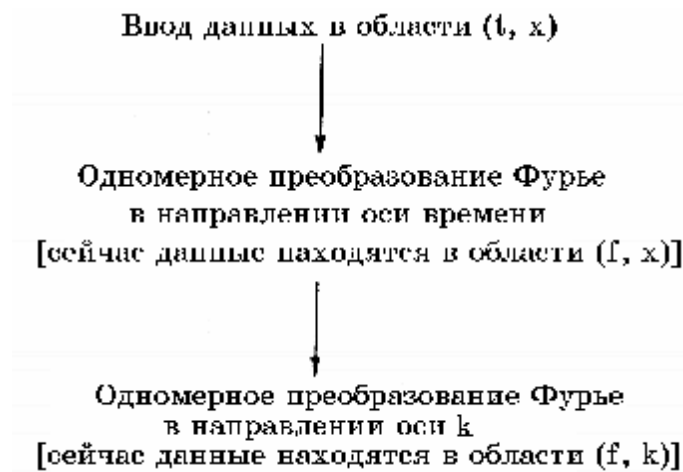 Ввод данных в области (t, x)
Одномерное преобразование Фурье
в направлении оси времени
[сейчас данные находятся в области (f, x)]
Одномерное преобразование Фурье
в направлении оси k
[сейчас данные находятся в области (f, k)]